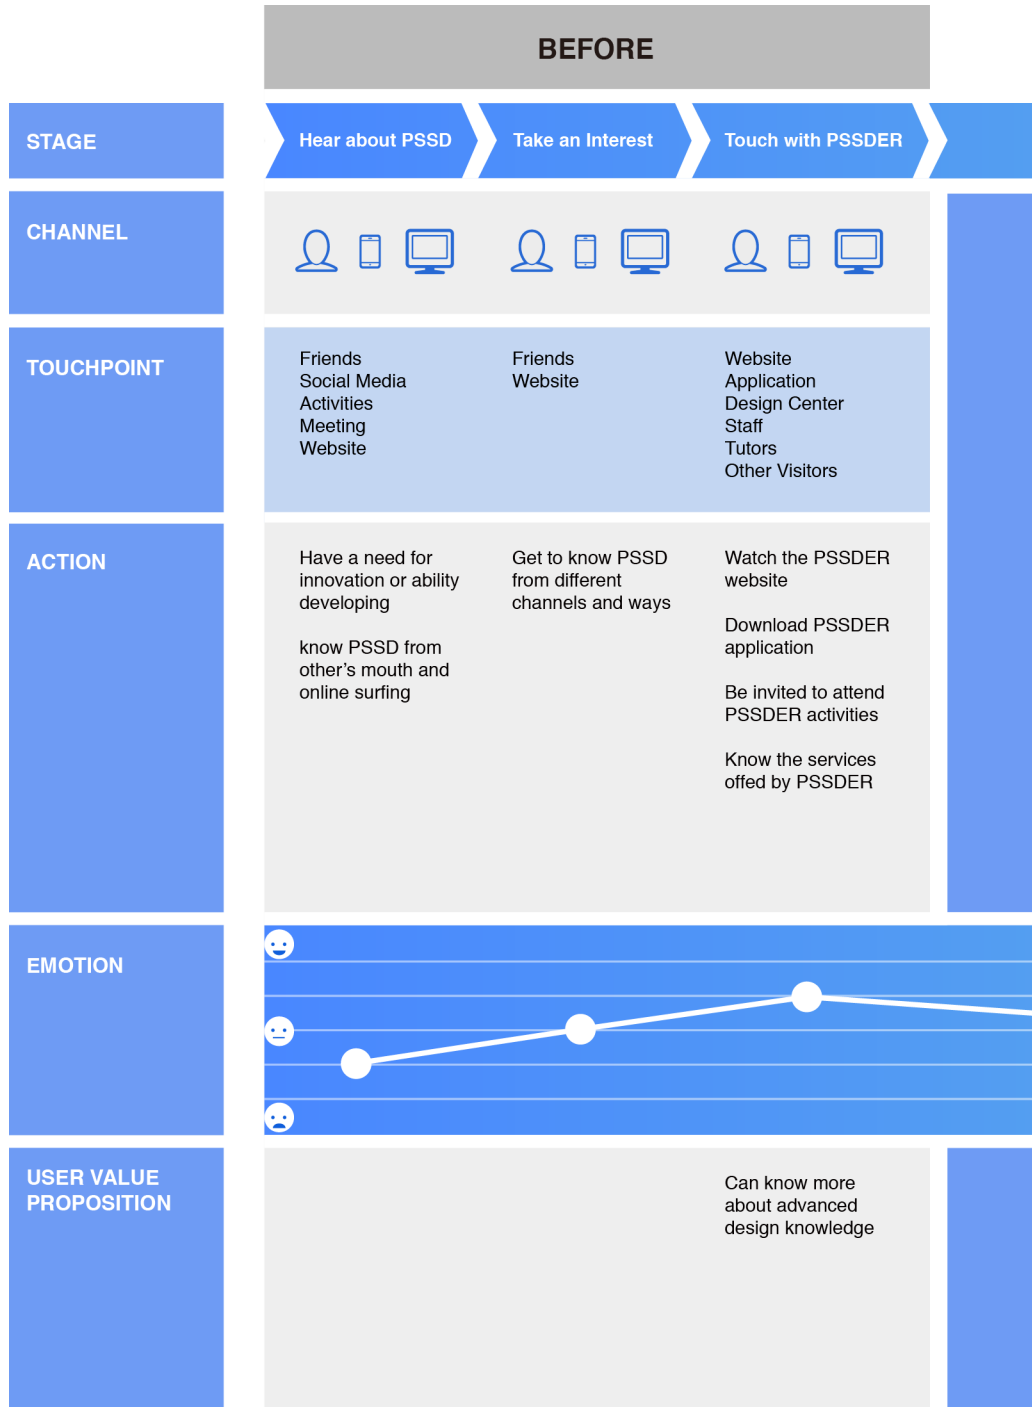 BEFORE
STAGE
Hear about PSSD
Take an Interest
Touch with PSSDER
CHANNEL
TOUCHPOINT
Friends
Social Media
Activities
Meeting
Website
Friends
Website
Website
Application
Design Center
Staff
Tutors
Other Visitors
ACTION
Have a need for
innovation or ability
developing
know PSSD from
other’s mouth and
online surfing
Get to know PSSD
from different
channels and ways
Watch the PSSDER
website
Download PSSDER
application
Be invited to attend
PSSDER activities
Know the services
offed by PSSDER
EMOTION
USER VALUE
PROPOSITION
Can know more
about advanced
design knowledge